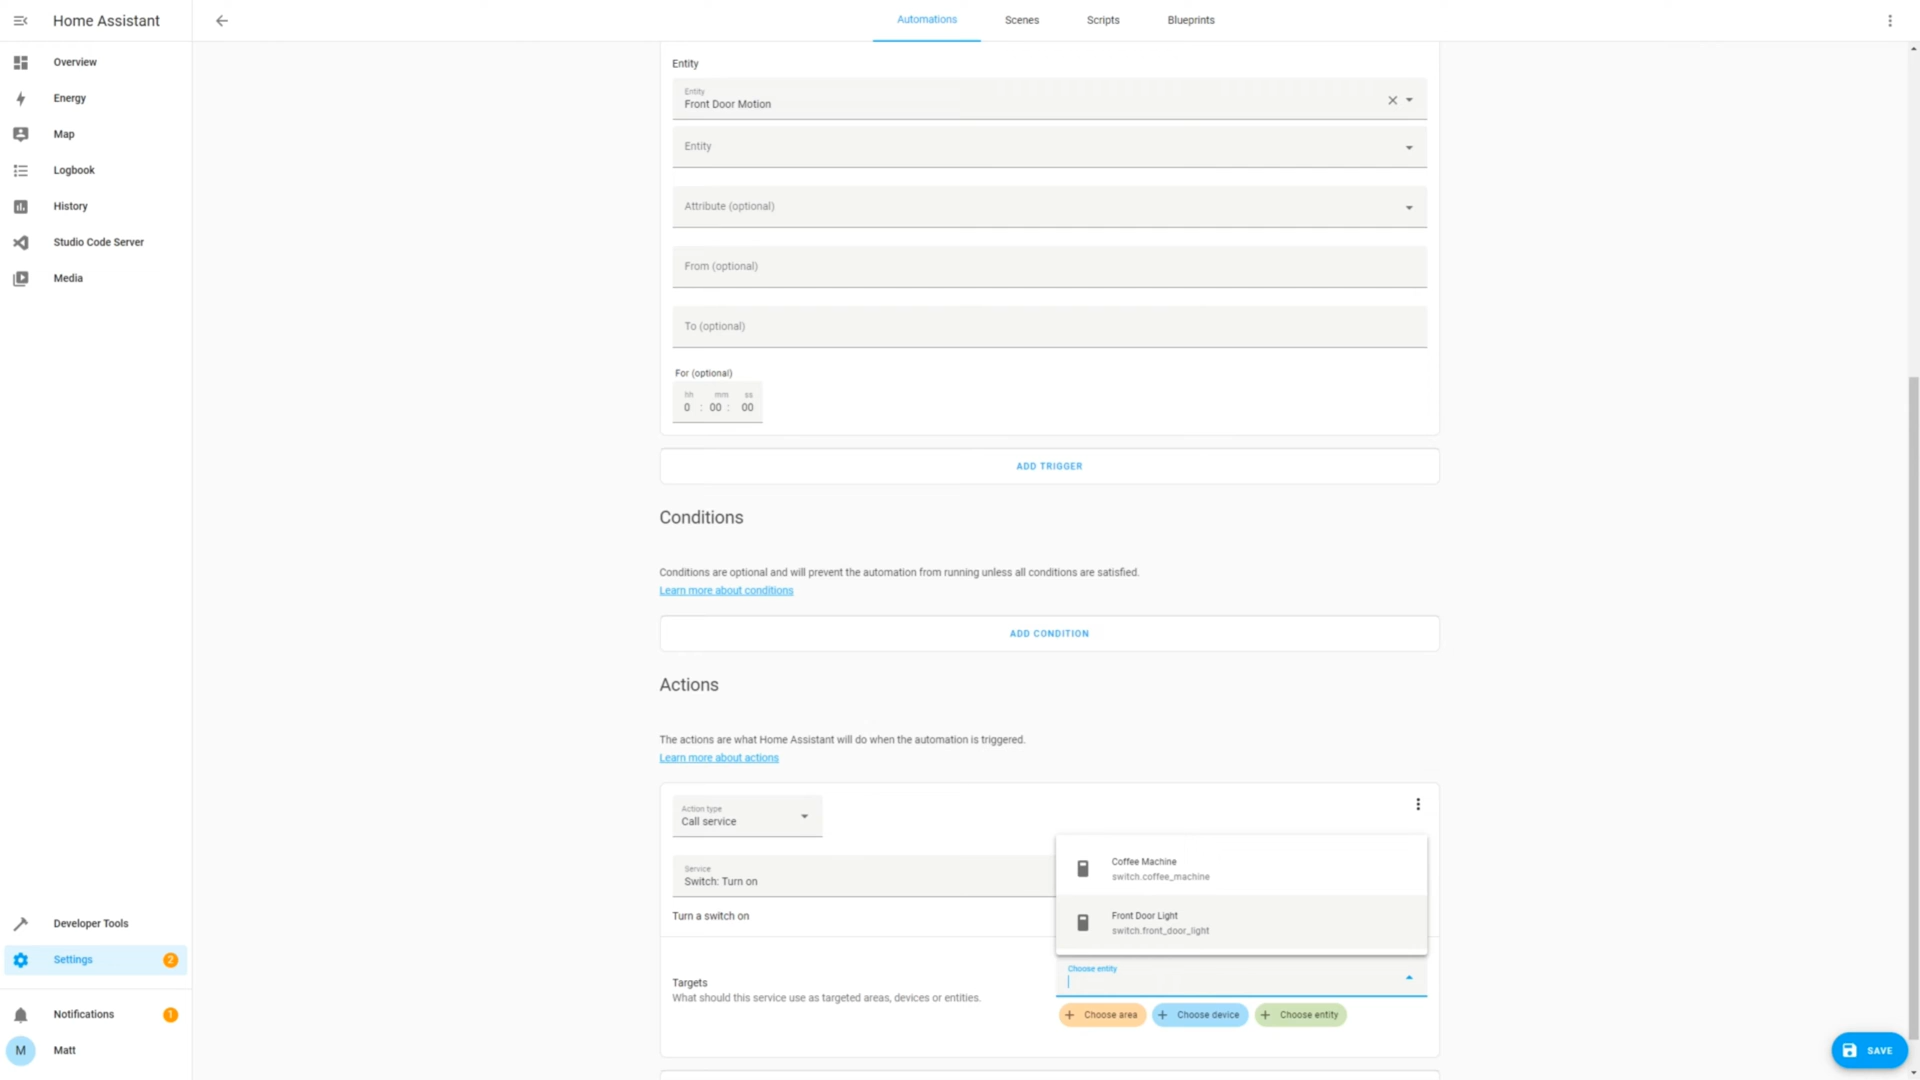 Home Assistant
Automations
Scenes
Scripts
Blueprints
Overview
Energy
Map
Logbook
History
Studio Code Server
Media
Developer Tools
Settings
2
Notifications
1
M
Matt
Entity
Entity
Front Door Motion
Entity
Attribute (optional)
From (optional)
To (optional)
For (optional)
hh mm ss
0 : 00 : 00
ADD TRIGGER
Conditions
Conditions are optional and will prevent the automation from running unless all conditions are satisfied.
Learn more about conditions
ADD CONDITION
Actions
The actions are what Home Assistant will do when the automation is triggered.
Learn more about actions
Action type
Call service
Service
Switch: Turn on
Turn a switch on
Coffee Machine
switch.coffee_machine
Front Door Light
switch.front_door_light
Targets
What should this service use as targeted areas, devices or entities.
Choose entity
Choose area
Choose device
Choose entity
SAVE